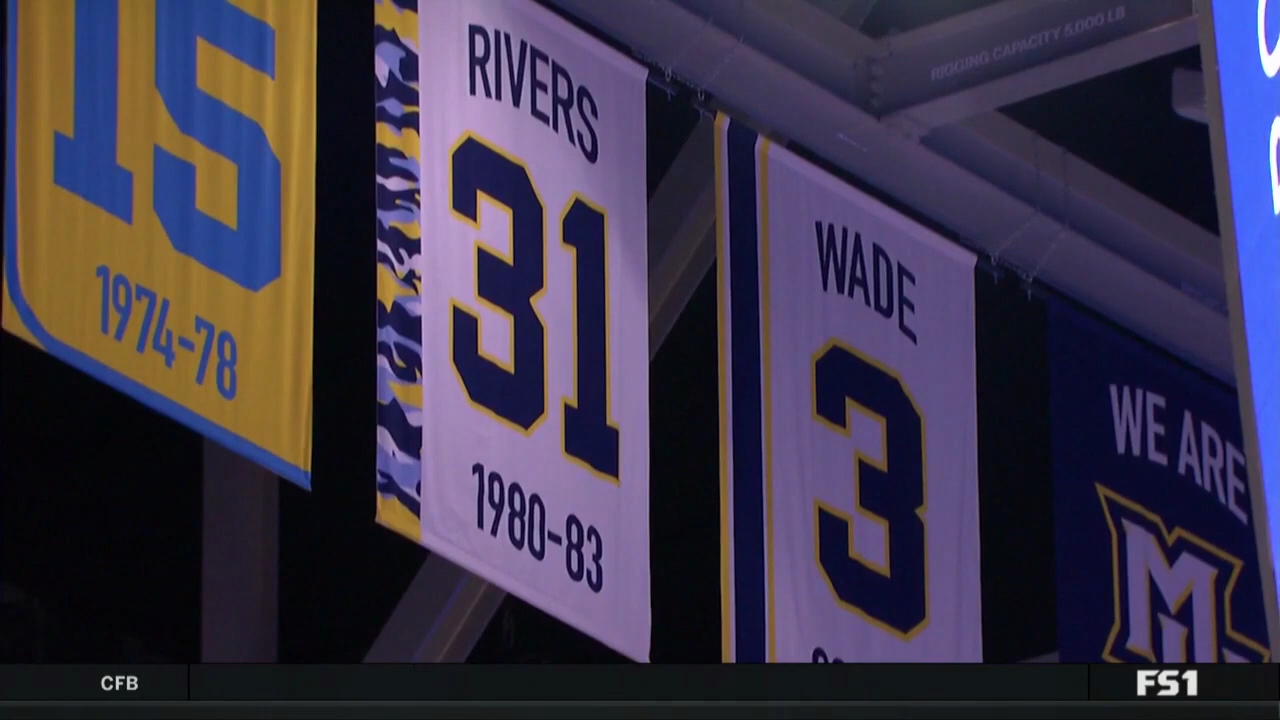 15
1974-78
RIVERS
31
1980-83
RIGGING CAPACITY 5,000 LB
WADE
3
WE ARE
M
CFB
FS1